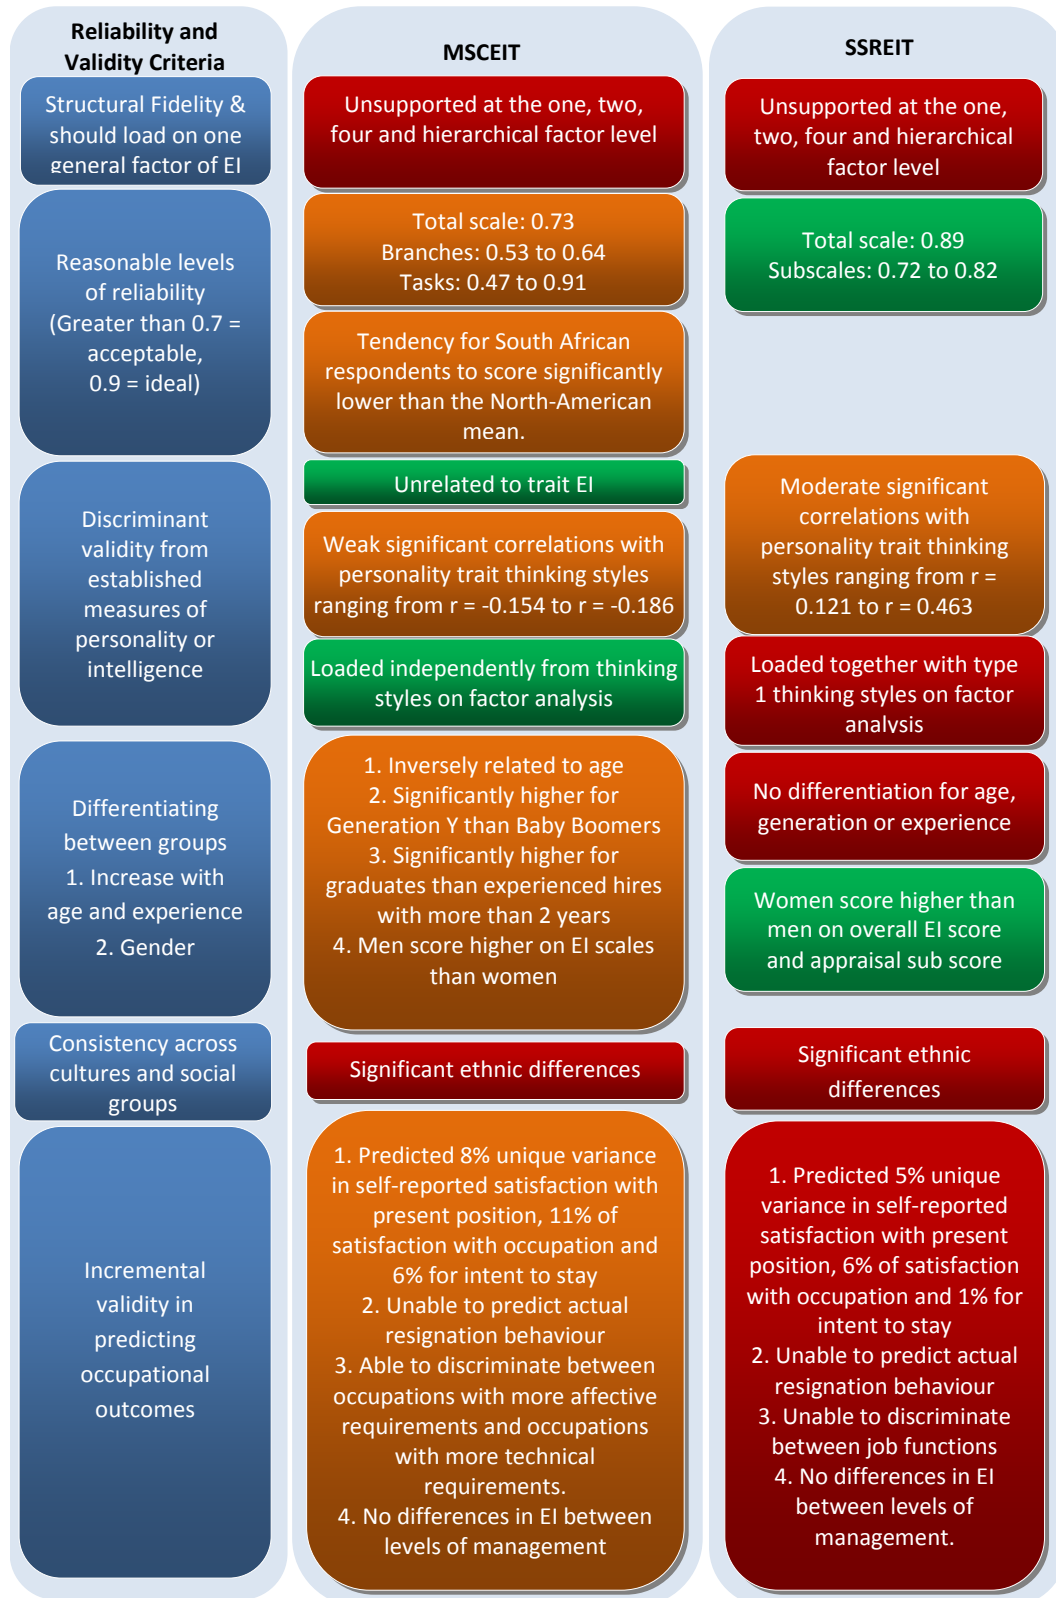 Reliability and
Validity Criteria
MSCEIT
SSREIT
Structural Fidelity &
should load on one
general factor of EI
Unsupported at the one, two,
four and hierarchical factor level
Unsupported at the one,
two, four and hierarchical
factor level
Reasonable levels
of reliability
(Greater than 0.7 =
acceptable,
0.9 = ideal)
Total scale: 0.73
Branches: 0.53 to 0.64
Tasks: 0.47 to 0.91
Tendency for South African
respondents to score significantly
lower than the North-American
mean.
Total scale: 0.89
Subscales: 0.72 to 0.82
Discriminant
validity from
established
measures of
personality or
intelligence
Unrelated to trait EI
Weak significant correlations with
personality trait thinking styles
ranging from r = -0.154 to r = -0.186
Loaded independently from thinking
styles on factor analysis
Moderate significant
correlations with
personality trait thinking
styles ranging from r =
0.121 to r = 0.463
Loaded together with type
1 thinking styles on factor
analysis
Differentiating
between groups
1. Increase with
age and experience
2. Gender
1. Inversely related to age
2. Significantly higher for
Generation Y than Baby Boomers
3. Significantly higher for
graduates than experienced hires
with more than 2 years
4. Men score higher on EI scales
than women
No differentiation for age,
generation or experience
Women score higher than
men on overall EI score
and appraisal sub score
Consistency across
cultures and social
groups
Significant ethnic differences
Significant ethnic
differences
Incremental
validity in
predicting
occupational
outcomes
1. Predicted 8% unique variance
in self-reported satisfaction with
present position, 11% of
satisfaction with occupation and
6% for intent to stay
2. Unable to predict actual
resignation behaviour
3. Able to discriminate between
occupations with more affective
requirements and occupations
with more technical
requirements.
4. No differences in EI between
levels of management
1. Predicted 5% unique
variance in self-reported
satisfaction with present
position, 6% of satisfaction
with occupation and 1% for
intent to stay
2. Unable to predict actual
resignation behaviour
3. Unable to discriminate
between job functions
4. No differences in EI
between levels of
management.